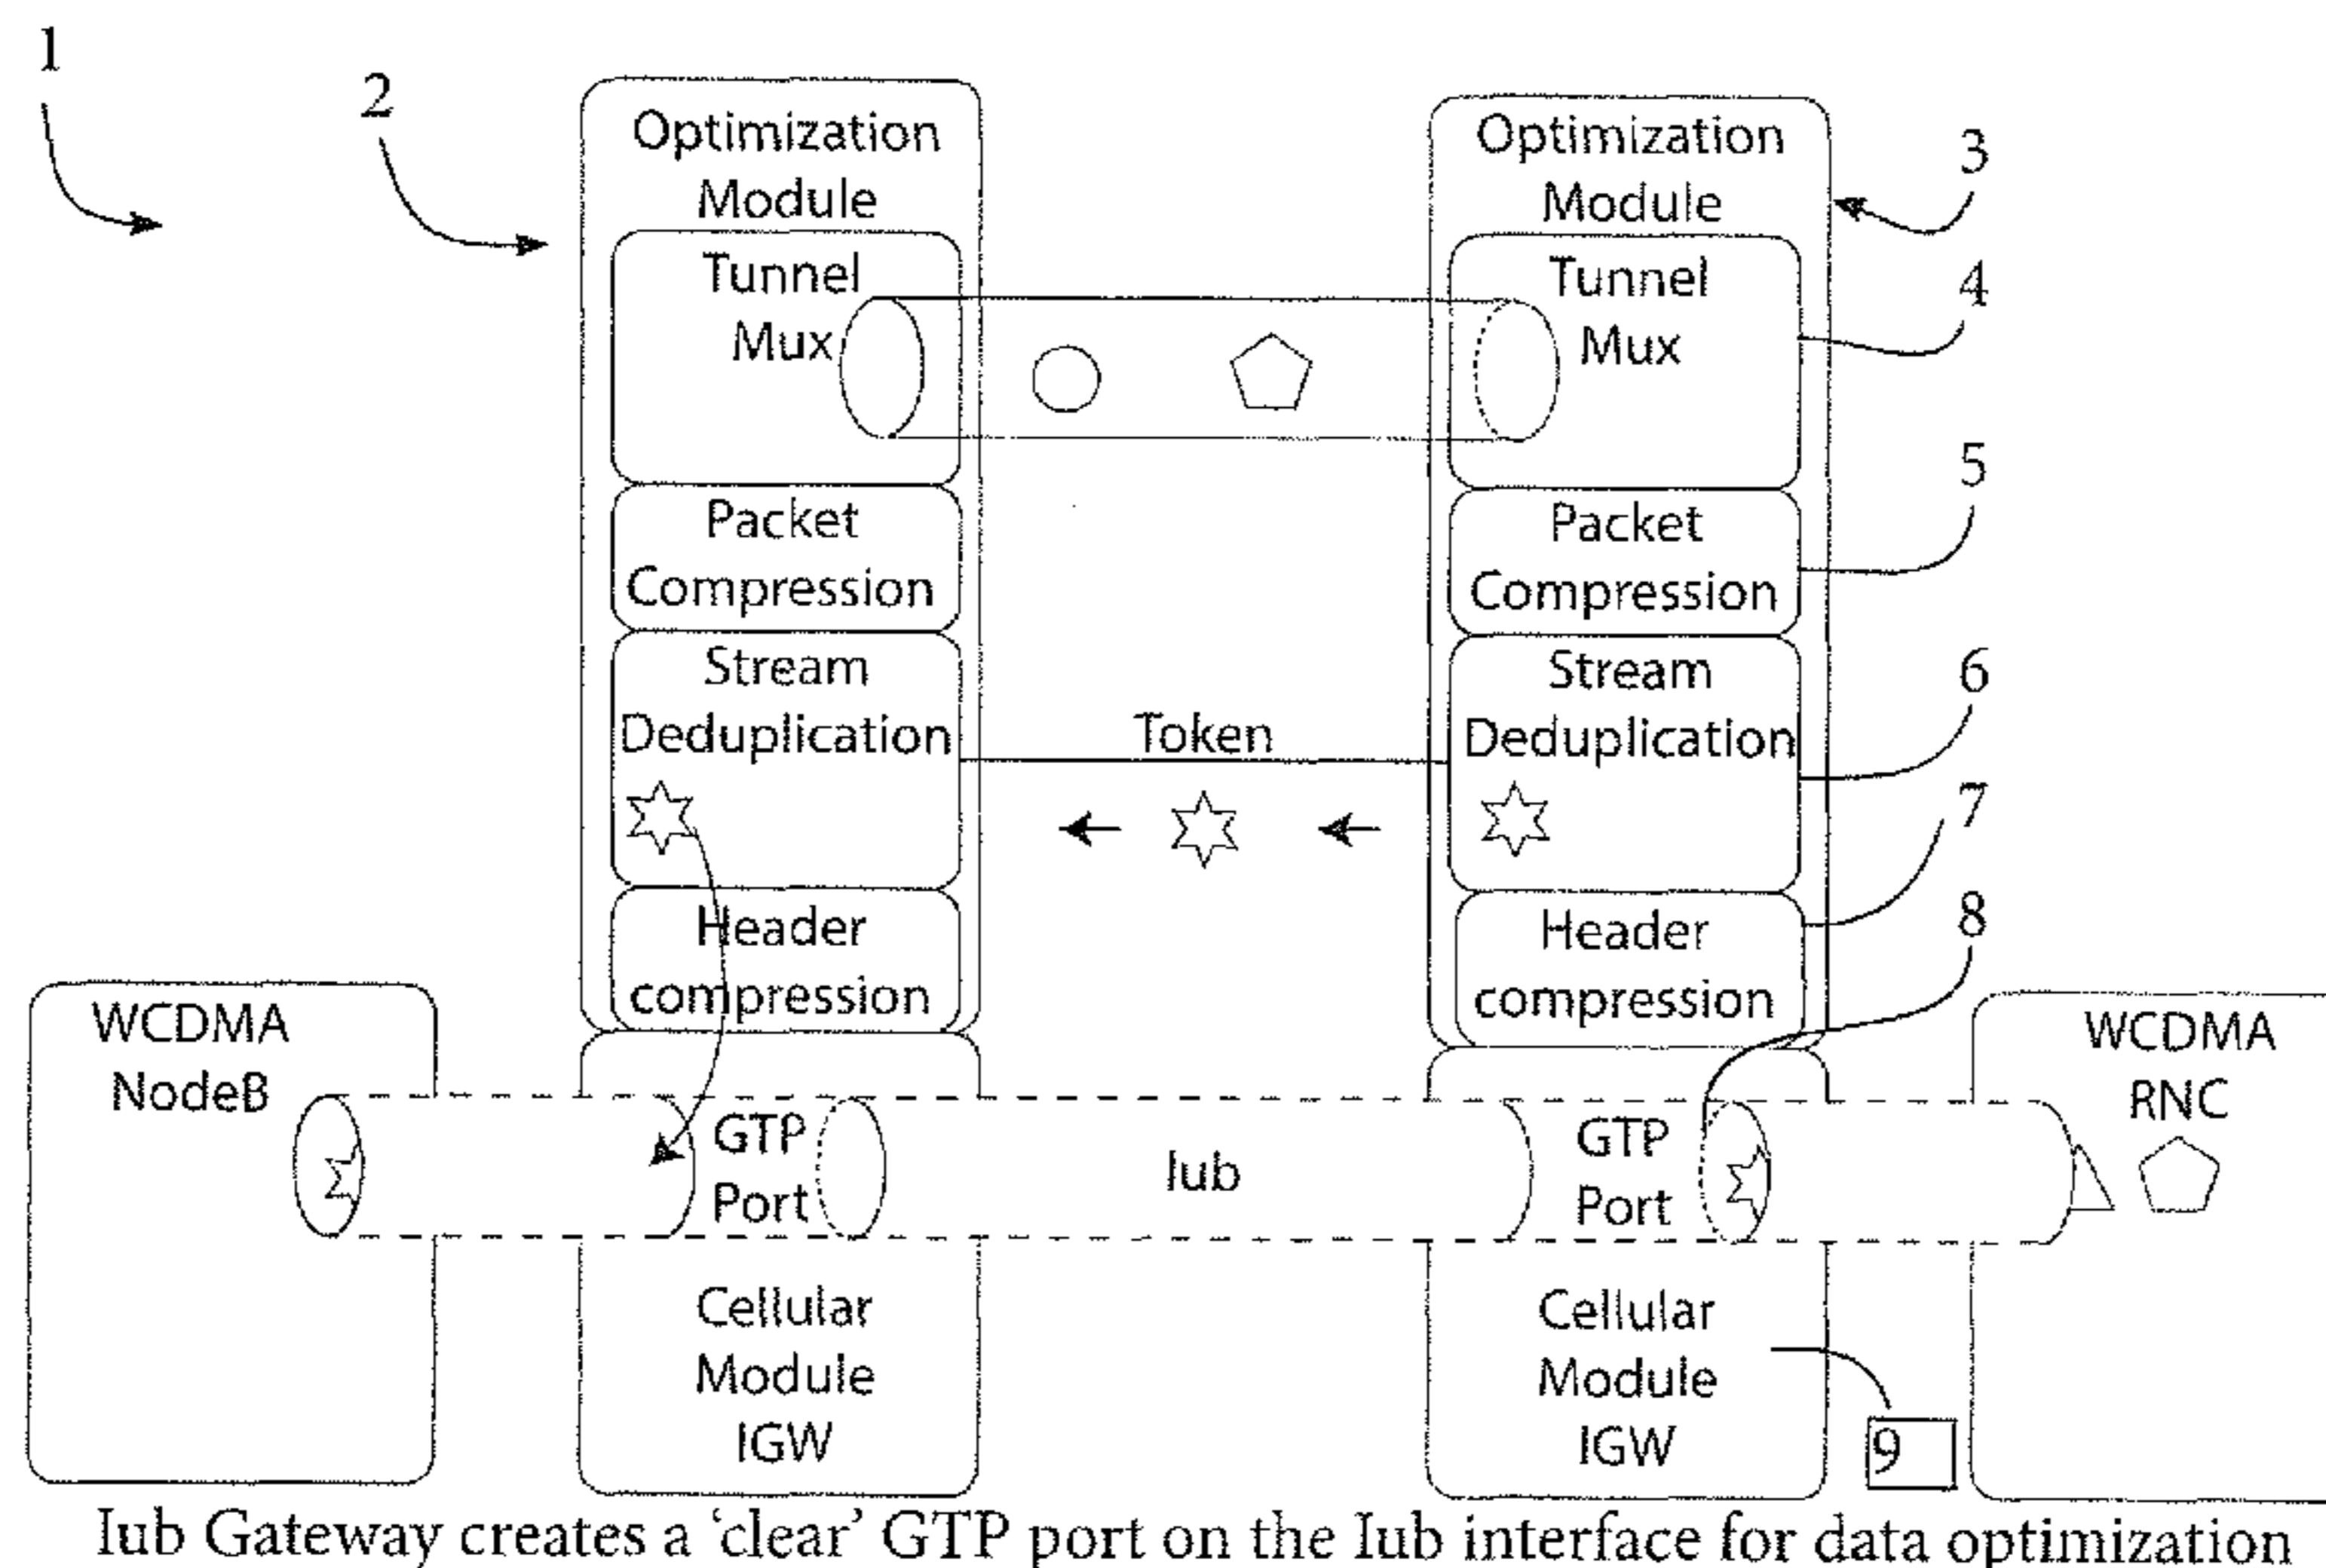 1
2
Optimization
Module
Tunnel
Mux
Packet
Compression
Stream
Deduplication
Header
compression
Token
Optimization
Module
Tunnel
Mux
Packet
Compression
Stream
Deduplication
Header
compression
3
4
5
6
7
8
WCDMA
NodeB
GTP
Port
Iub
GTP
Port
WCDMA
RNC
Cellular
Module
IGW
Cellular
Module
IGW
9
Iub Gateway creates a ‘clear’ GTP port on the Iub interface for data optimization